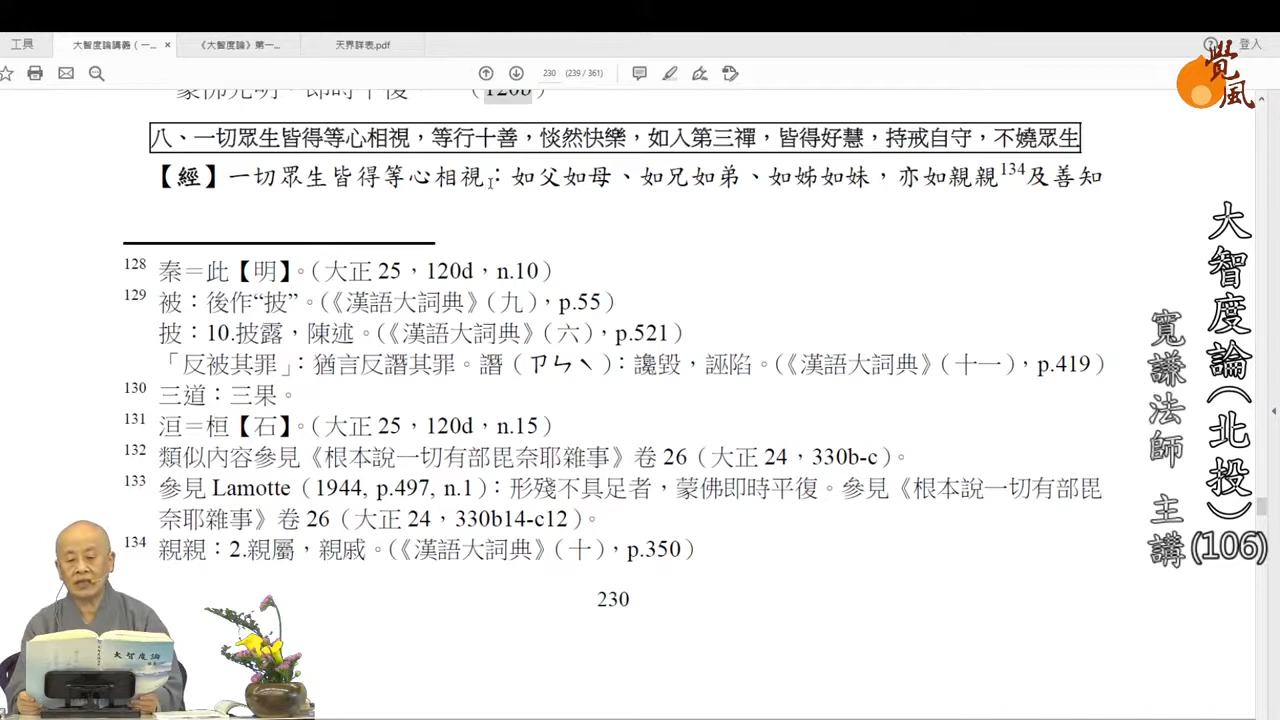 工具
大智度論講義（一... ×
《大智度論》第一...
天界詳表.pdf
登入
230 (239 / 361)
覺風
蒙佛光明，即時平復。 （120b）
八、一切眾生皆得等心相視，等行十善，惔然快樂，如入第三禪，皆得好慧，持戒自守，不嬈眾生
【經】一切眾生皆得等心相視：如父如母、如兄如弟、如姊如妹，亦如親親134及善知
128 秦＝此【明】。（大正 25，120d，n.10）
129 被：後作“披”。（《漢語大詞典》（九），p.55）
披：10.披露，陳述。（《漢語大詞典》（六），p.521）
「反被其罪」：猶言反譖其罪。譖（ㄗㄣˋ）：讒毀，誣陷。（《漢語大詞典》（十一），p.419）
130 三道：三果。
131 洹＝桓【石】。（大正 25，120d，n.15）
132 類似內容參見《根本說一切有部毘奈耶雜事》卷 26（大正 24，330b-c）。
133 參見 Lamotte（1944, p.497, n.1）：形殘不具足者，蒙佛即時平復。參見《根本說一切有部毘
奈耶雜事》卷 26（大正 24，330b14-c12）。
134 親親：2.親屬，親戚。（《漢語大詞典》（十），p.350）
230
大智度論（北投）(106)
寬謙法師 主講
大智度論